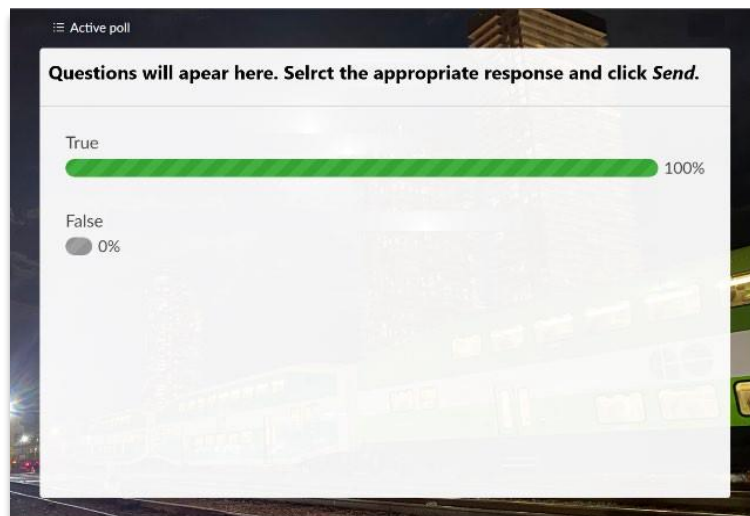 Active poll
Questions will apear here. Selrct the appropriate response and click Send.
True
100%
False
0%